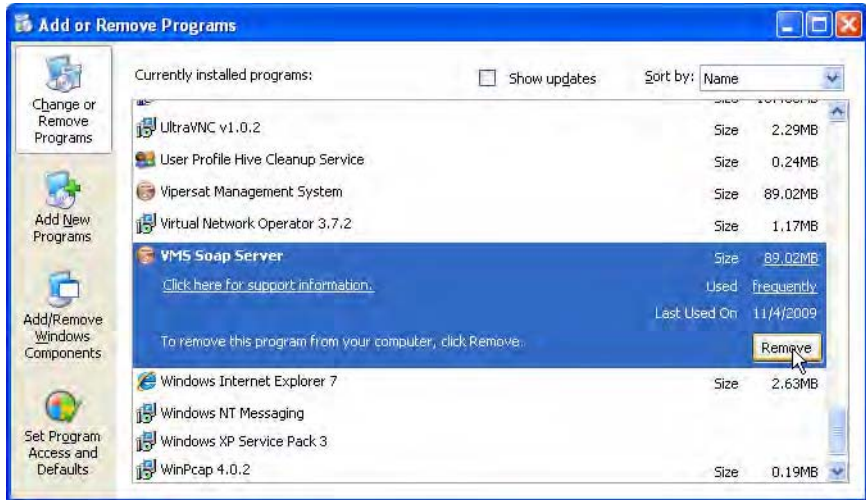 Add or Remove Programs
Change or
Remove
Programs
Add New
Programs
Add/Remove
Windows
Components
Set Program
Access and
Defaults
Currently installed programs: Show updates Sort by: Name
UltraVNC v1.0.2 Size 2.29MB
User Profile Hive Cleanup Service Size 0.24MB
Vipersat Management System Size 89.02MB
Virtual Network Operator 3.7.2 Size 1.17MB
VMS Soap Server Size 89.02MB
Click here for support information. Used frequently
Last Used On 11/4/2009
To remove this program from your computer, click Remove. Remove
Windows Internet Explorer 7 Size 2.63MB
Windows NT Messaging
Windows XP Service Pack 3
WinPcap 4.0.2 Size 0.19MB